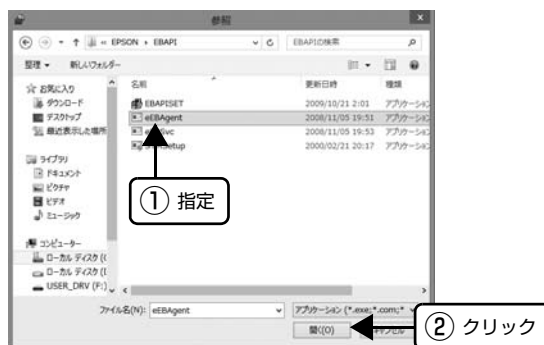 参照
« EPSON ▸ EBAPI
EBAPIの検索
整理 ▾ 新しいフォルダー
名前 更新日時 種類
お気に入り
ダウンロード
デスクトップ
最近表示した場所
ライブラリ
ドキュメント
ピクチャ
ビデオ
ミュージック
コンピューター
ローカル ディスク (C
ローカル ディスク (
USER_DRV (F:)
EBAPISET 2009/10/21 2:01 アプリケーショ
eEBAgent 2008/11/05 19:51 アプリケーショ
Svc 2008/11/05 19:53 アプリケーショ
Setup 2000/02/21 20:17 アプリケーショ
① 指定
ファイル名(N): eEBAgent アプリケーション (*.exe;*.com;*
開く(O)
② クリック